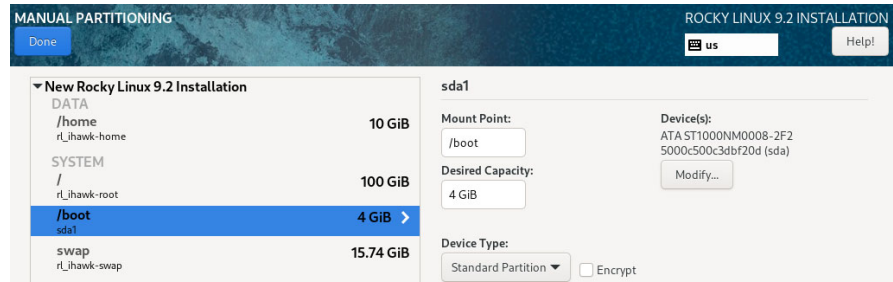 MANUAL PARTITIONING
ROCKY LINUX 9.2 INSTALLATION
Done
us
Help!
New Rocky Linux 9.2 Installation
DATA
/home 10 GiB
rl_ihawk-home
SYSTEM
/ 100 GiB
rl_ihawk-root
/boot 4 GiB
sda1
swap 15.74 GiB
rl_ihawk-swap
sda1
Mount Point:
/boot
Desired Capacity:
4 GiB
Device(s):
ATA ST1000NM0008-2F2
5000c500c3dbf20d (sda)
Modify...
Device Type:
Standard Partition
Encrypt